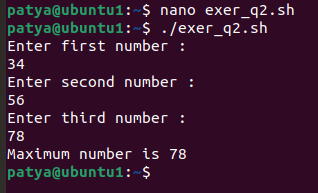 patya@ubuntu1:~$ nano exer_q2.sh
patya@ubuntu1:~$ ./exer_q2.sh
Enter first number :
34
Enter second number :
56
Enter third number :
78
Maximum number is 78
patya@ubuntu1:~$